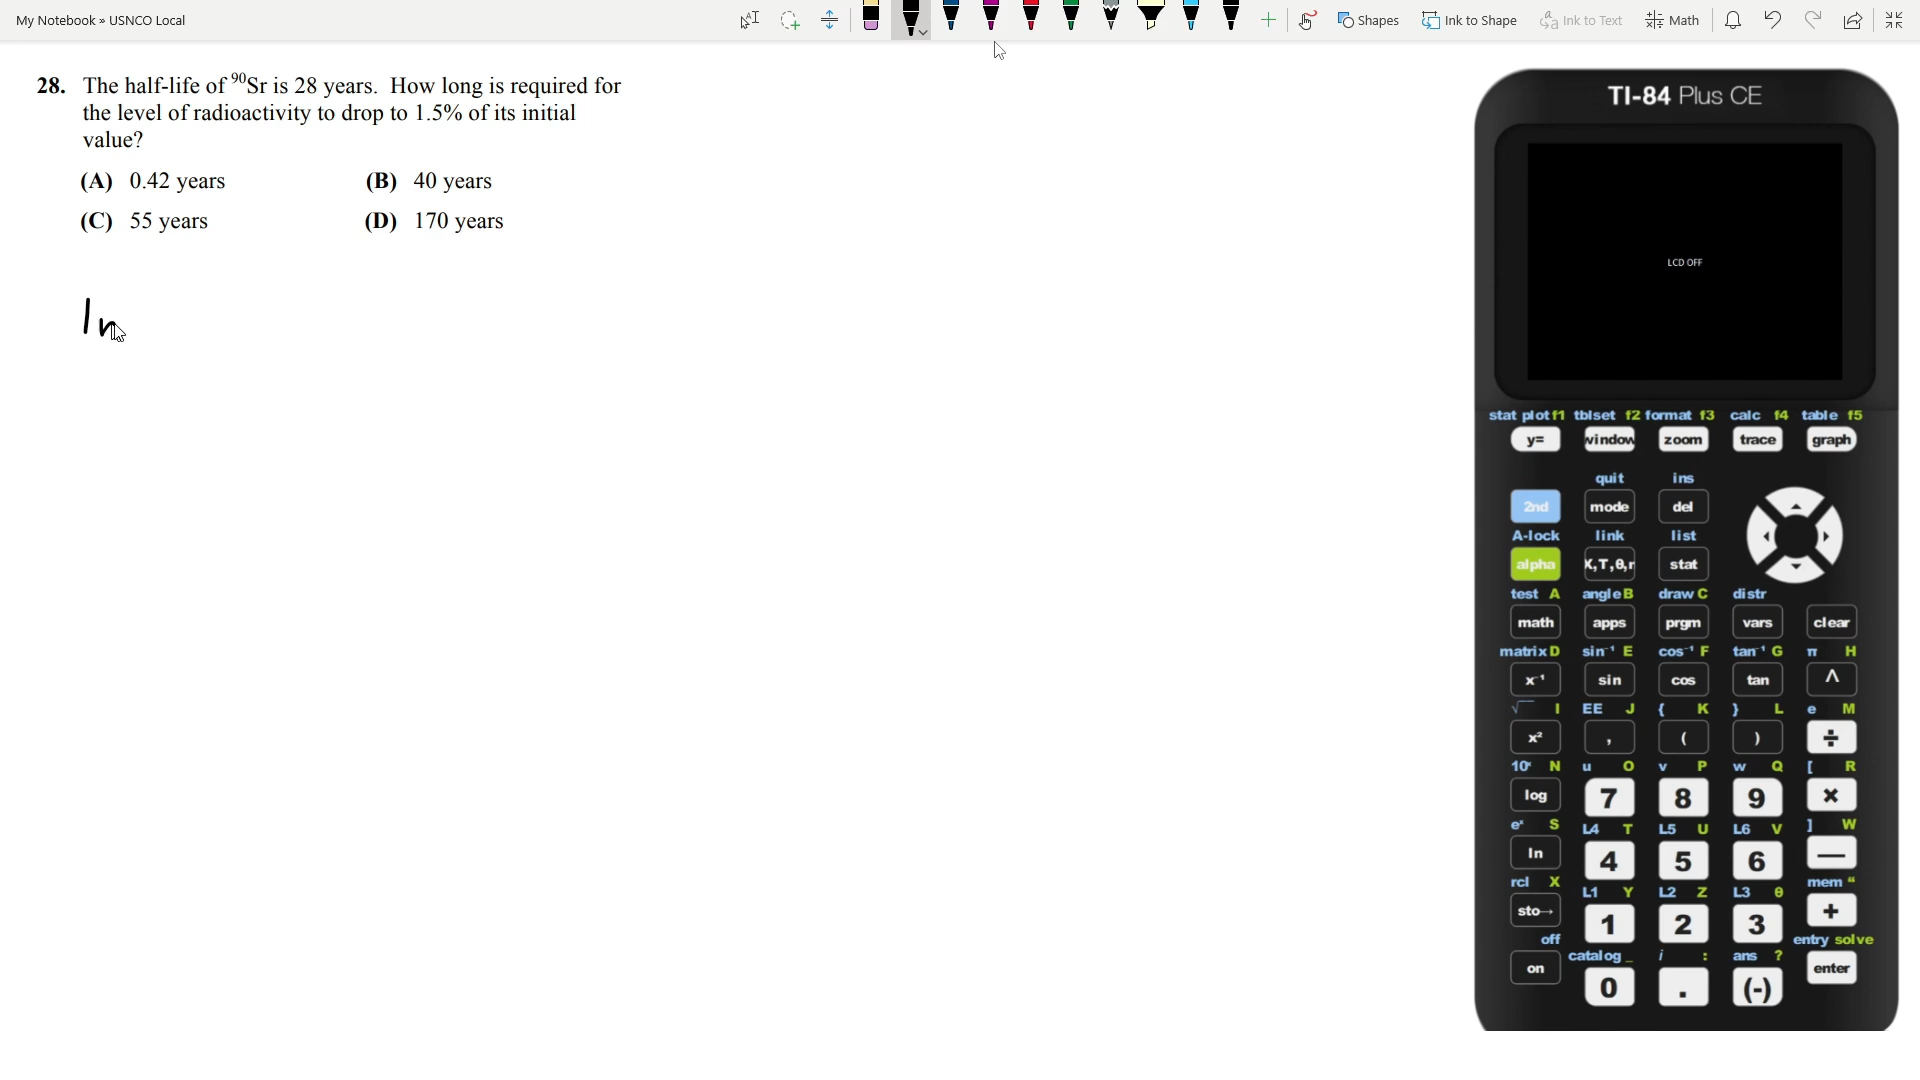 My Notebook » USNCO Local
Shapes Ink to Shape Ink to Text Math
28. The half-life of ⁹⁰Sr is 28 years. How long is required for
the level of radioactivity to drop to 1.5% of its initial
value?
(A) 0.42 years (B) 40 years
(C) 55 years (D) 170 years
ln
TI-84 Plus CE
LCD OFF
stat plot f1 tblset f2 format f3 calc f4 table f5
y= window zoom trace graph
quit ins
2nd mode del
A-lock link list
alpha X,T,θ,n stat
test A angle B draw C distr
math apps prgm vars clear
matrix D sin⁻¹ E cos⁻¹ F tan⁻¹ G π H
x⁻¹ sin cos tan ^
√ I EE J { K } L e M
x² , ( ) ÷
10ˣ N u O v P w Q [ R
log 7 8 9 ×
eˣ S L4 T L5 U L6 V ] W
ln 4 5 6 —
rcl X L1 Y L2 Z L3 θ mem "
sto→ 1 2 3 +
off catalog _ i : ans ? entry solve
on 0 . (-) enter